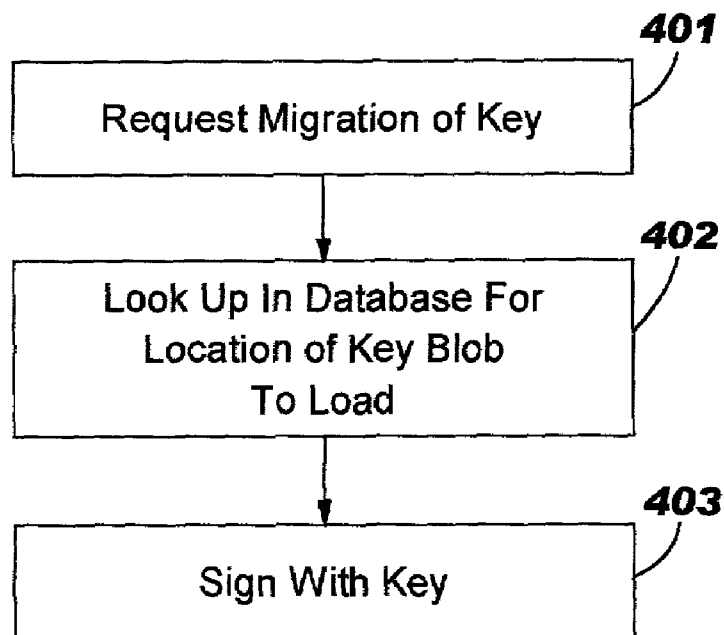 401
Request Migration of Key
402
Look Up In Database For
Location of Key Blob
To Load
403
Sign With Key